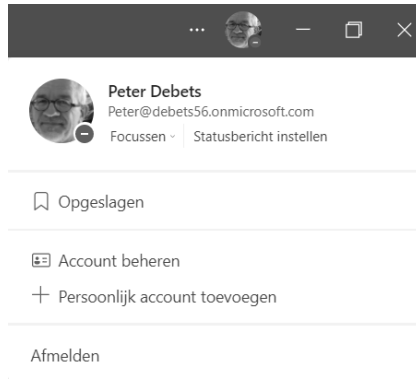 Peter Debets
Peter@debets56.onmicrosoft.com
Focussen Statusbericht instellen
Opgeslagen
Account beheren
Persoonlijk account toevoegen
Afmelden